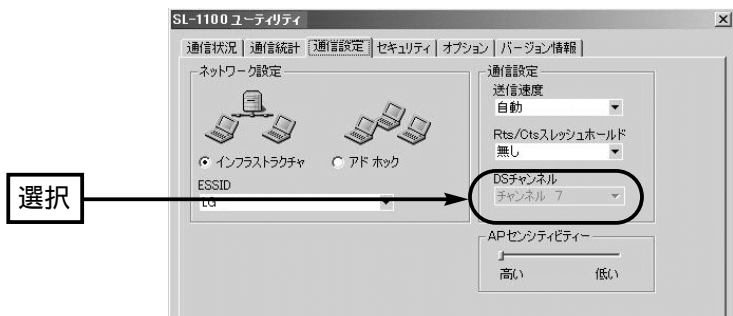 SL-1100 ユーティリティ
通信状況 通信統計 通信設定 セキュリティ オプション バージョン情報
ネットワーク設定
インフラストラクチャ アド ホック
ESSID
LG
通信設定
送信速度
自動
Rts/Ctsスレッシュホールド
無し
DSチャンネル
チャンネル 7
APセンシティビティー
高い 低い
選択